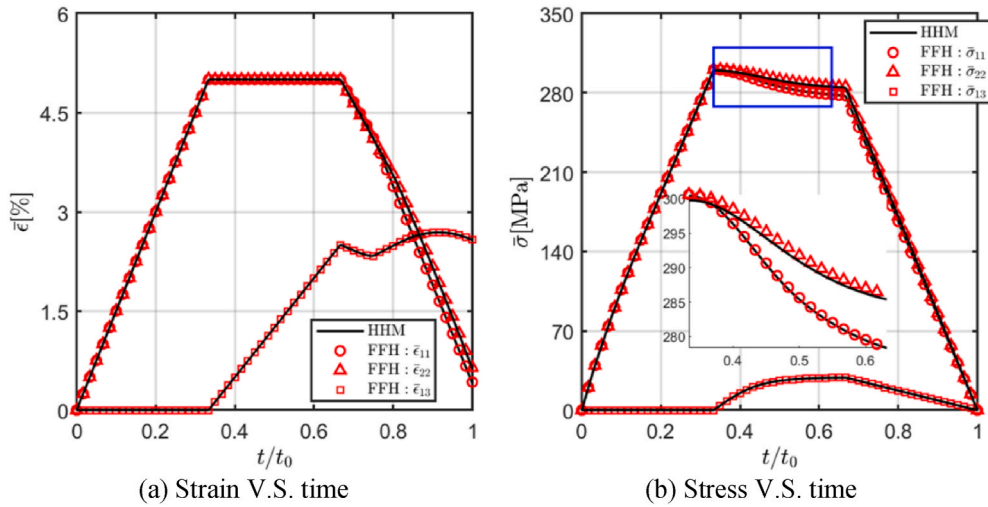 6
4.5
3
1.5
0
ε̄[%]
HHM
FFH : ε̄₁₁
FFH : ε̄₂₂
FFH : ε̄₁₃
0 0.2 0.4 0.6 0.8 1
t/t₀
(a) Strain V.S. time
350
280
210
140
70
0
σ̄[MPa]
HHM
FFH : σ̄₁₁
FFH : σ̄₂₂
FFH : σ̄₁₃
300
295
290
285
280
0.4 0.5 0.6
0 0.2 0.4 0.6 0.8 1
t/t₀
(b) Stress V.S. time